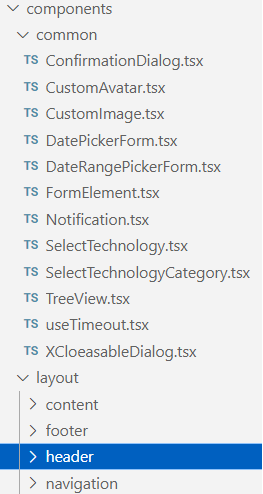 components
common
TS ConfirmationDialog.tsx
TS CustomAvatar.tsx
TS CustomImage.tsx
TS DatePickerForm.tsx
TS DateRangePickerForm.tsx
TS FormElement.tsx
TS Notification.tsx
TS SelectTechnology.tsx
TS SelectTechnologyCategory.tsx
TS TreeView.tsx
TS useTimeout.tsx
TS XCloeasableDialog.tsx
layout
content
footer
header
navigation